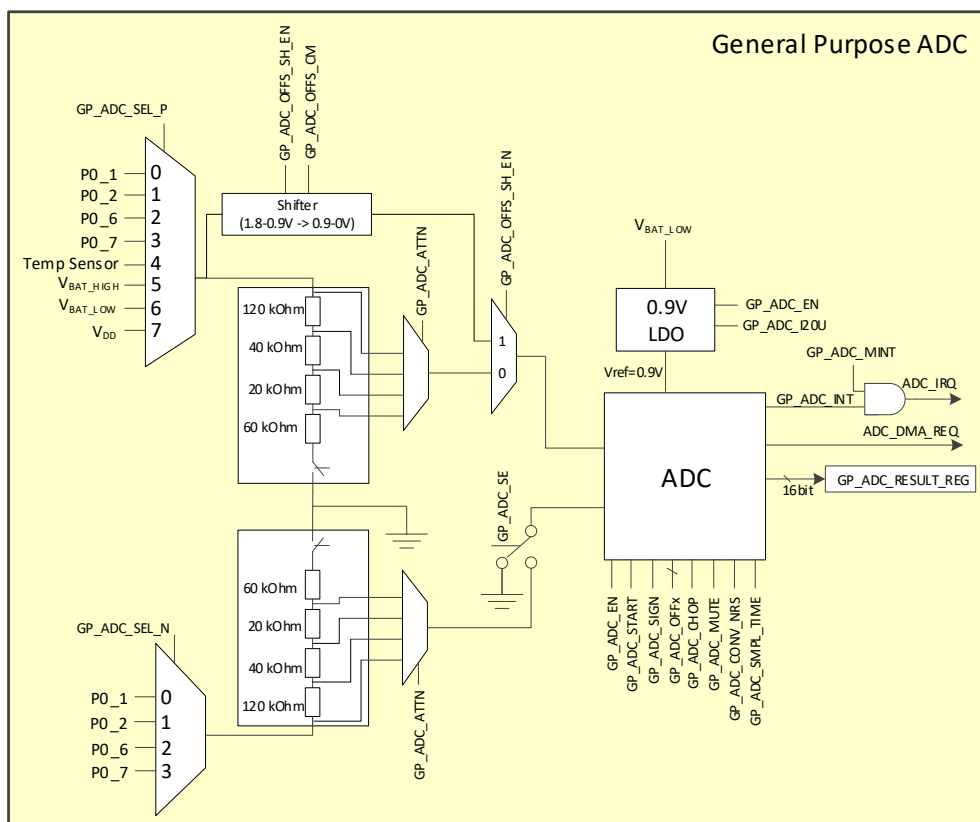 General Purpose ADC
GP_ADC_OFFS_SH_EN
GP_ADC_OFFS_CM
GP_ADC_SEL_P
P0_1 0
P0_2 1
P0_6 2
P0_7 3
Temp Sensor 4
VBAT_HIGH 5
VBAT_LOW 6
VDD 7
Shifter
(1.8-0.9V -> 0.9-0V)
GP_ADC_OFFS_SH_EN
GP_ADC_ATTN
120 kOhm
40 kOhm
20 kOhm
60 kOhm
1
0
VBAT_LOW
0.9V
LDO
GP_ADC_EN
GP_ADC_I20U
Vref=0.9V
GP_ADC_MINT
GP_ADC_INT
ADC_IRQ
ADC_DMA_REQ
ADC
16bit
GP_ADC_RESULT_REG
GP_ADC_SE
60 kOhm
20 kOhm
40 kOhm
120 kOhm
GP_ADC_ATTN
GP_ADC_SEL_N
P0_1 0
P0_2 1
P0_6 2
P0_7 3
GP_ADC_EN
GP_ADC_START
GP_ADC_SIGN
GP_ADC_OFFx
GP_ADC_CHOP
GP_ADC_MUTE
GP_ADC_CONV_NRS
GP_ADC_SMPL_TIME